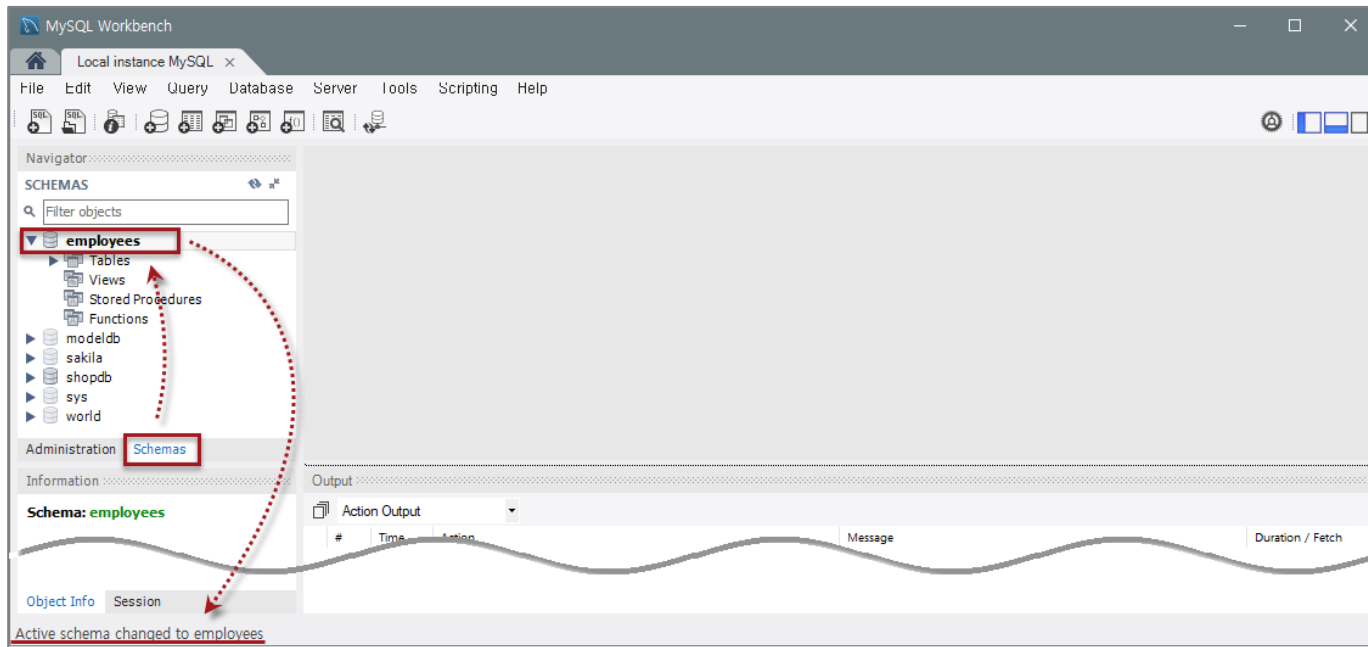 MySQL Workbench
Local instance MySQL
File Edit View Query Database Server Tools Scripting Help
Navigator
SCHEMAS
Filter objects
employees
Tables
Views
Stored Procedures
Functions
modeldb
sakila
shopdb
sys
world
Administration Schemas
Information
Schema: employees
Object Info Session
Output
Action Output
# Time Action Message Duration / Fetch
Active schema changed to employees